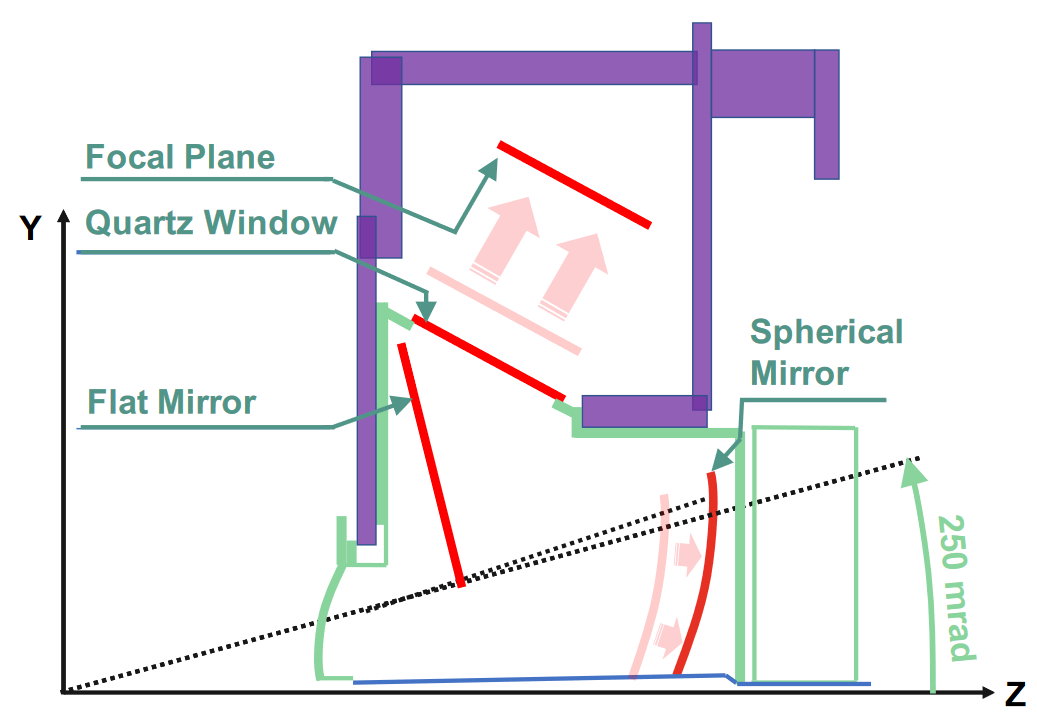 Focal Plane
Quartz Window
Y
Spherical
Mirror
Flat Mirror
250 mrad
Z